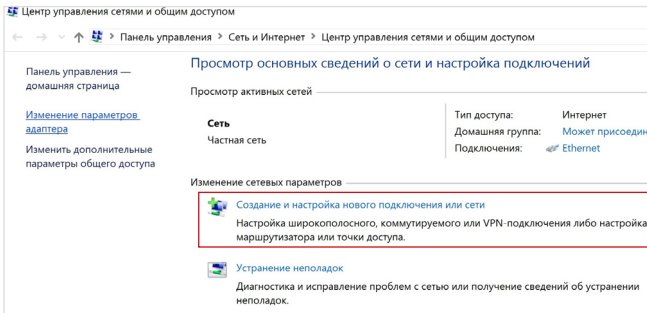 Центр управления сетями и общим доступом
Панель управления > Сеть и Интернет > Центр управления сетями и общим доступом
Панель управления — домашняя страница
Изменение параметров адаптера
Изменить дополнительные параметры общего доступа
Просмотр основных сведений о сети и настройка подключений
Просмотр активных сетей
Сеть
Частная сеть
Тип доступа: Интернет
Домашняя группа: Может присоедин
Подключения: Ethernet
Изменение сетевых параметров
Создание и настройка нового подключения или сети
Настройка широкополосного, коммутируемого или VPN-подключения либо настройка
маршрутизатора или точки доступа.
Устранение неполадок
Диагностика и исправление проблем с сетью или получение сведений об устранении
неполадок.